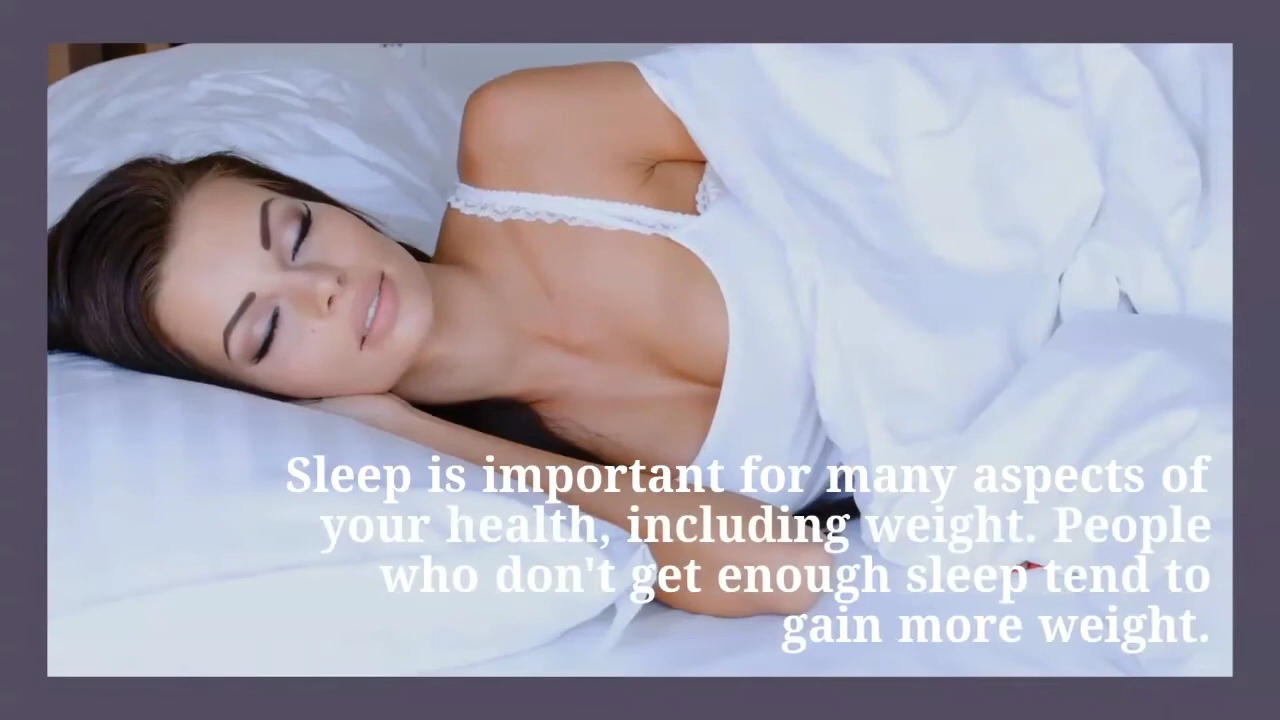 Sleep is important for many aspects of
your health, including weight. People
who don't get enough sleep tend to
gain more weight.